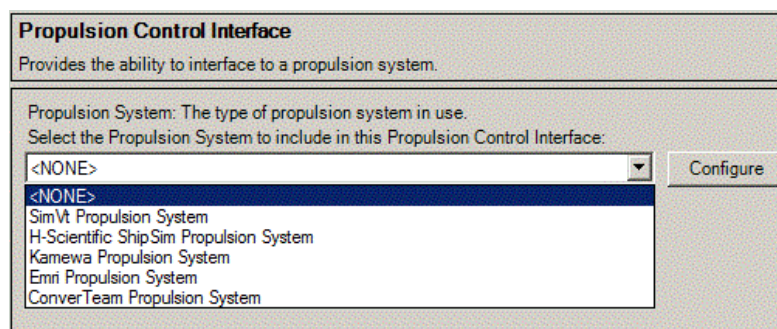 Propulsion Control Interface
Provides the ability to interface to a propulsion system.
Propulsion System: The type of propulsion system in use.
Select the Propulsion System to include in this Propulsion Control Interface:
<NONE>
Configure
<NONE>
SimVt Propulsion System
H-Scientific ShipSim Propulsion System
Kamewa Propulsion System
Emri Propulsion System
ConverTeam Propulsion System